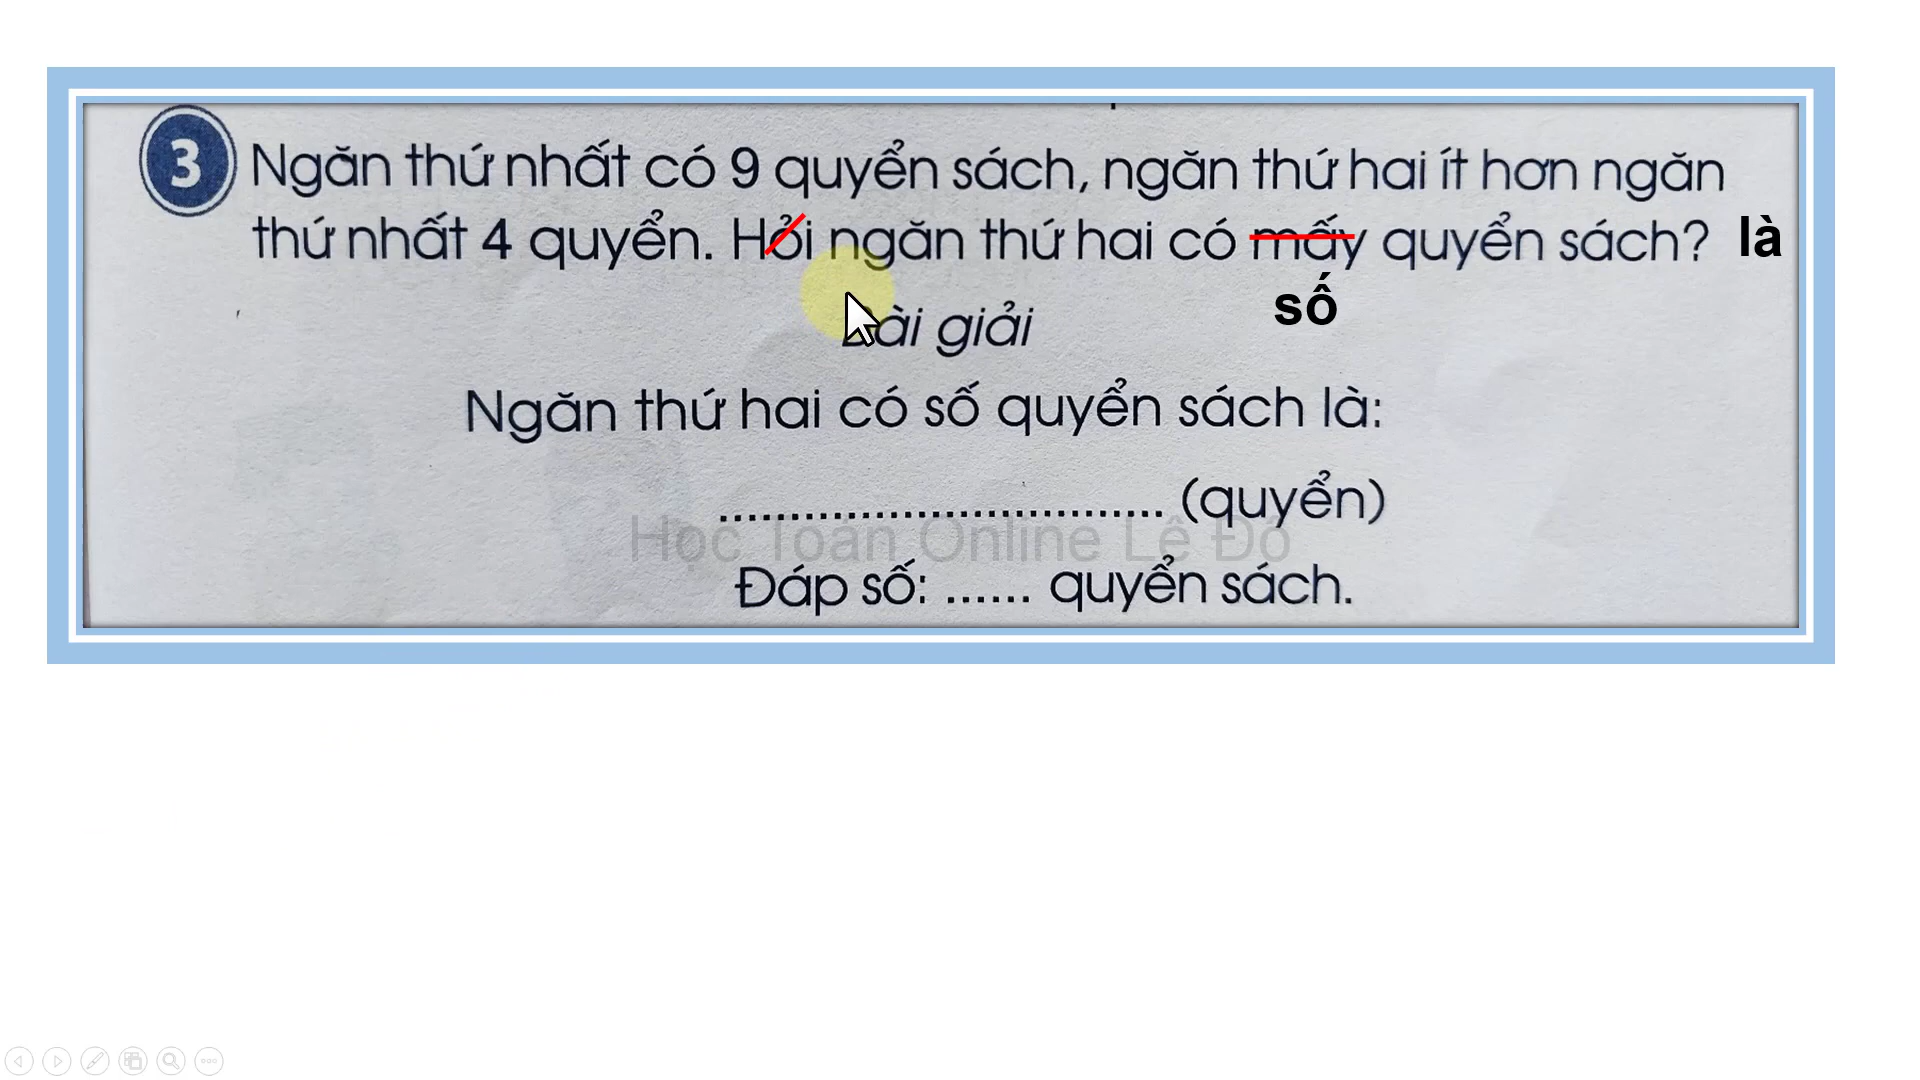 3 Ngăn thứ nhất có 9 quyển sách, ngăn thứ hai ít hơn ngăn
thứ nhất 4 quyển. Hỏi ngăn thứ hai có mấy quyển sách? là
số
Bài giải
Ngăn thứ hai có số quyển sách là:
.............................. (quyển)
Học Toán Online Lê Đó
Đáp số: ...... quyển sách.